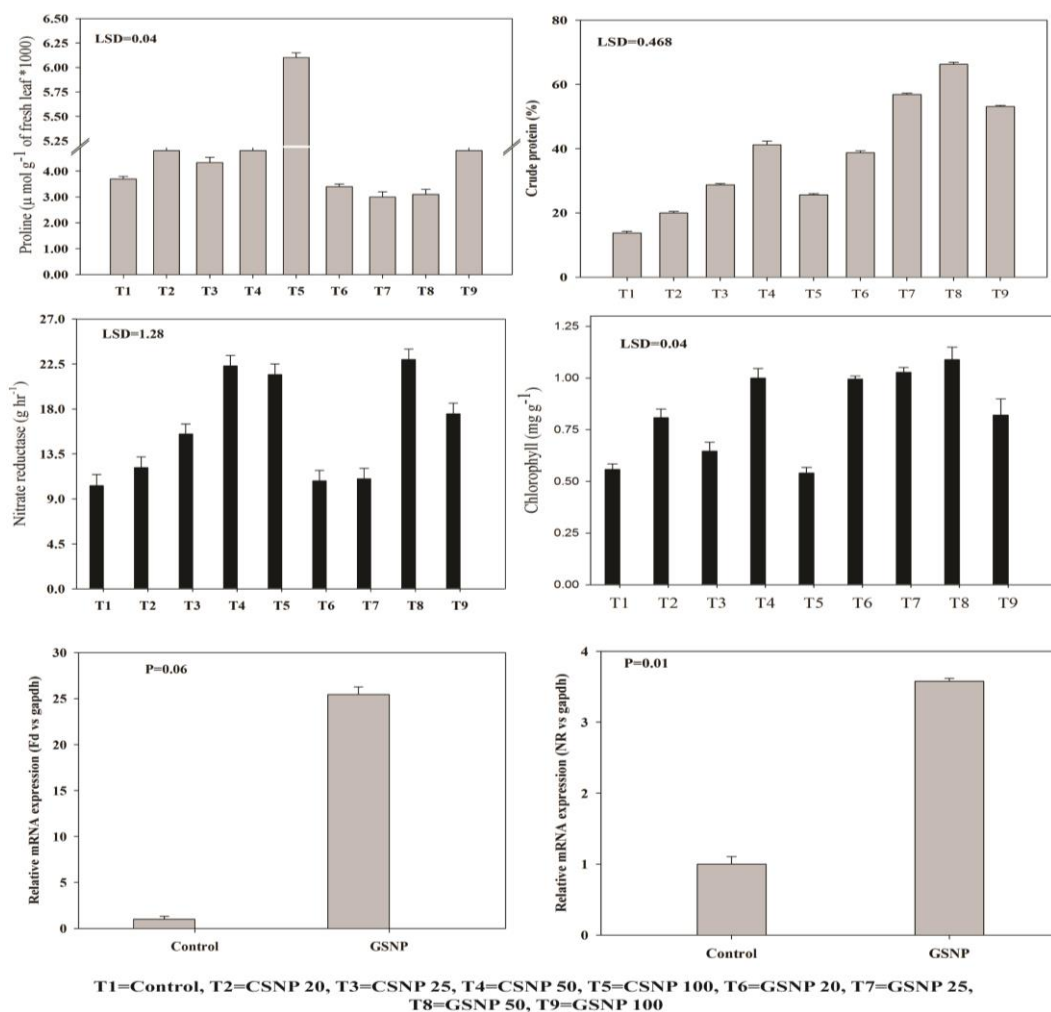 LSD=0.04
Proline (µ mol g⁻¹ of fresh leaf *1000)
6.50
6.25
6.00
5.75
5.50
5.25
4.00
3.00
2.00
1.00
0.00
T1 T2 T3 T4 T5 T6 T7 T8 T9
LSD=0.468
Crude protein (%)
80
60
40
20
0
T1 T2 T3 T4 T5 T6 T7 T8 T9
LSD=1.28
Nitrate reductase (g hr⁻¹)
27.0
22.5
18.0
13.5
9.0
4.5
0.0
T1 T2 T3 T4 T5 T6 T7 T8 T9
LSD=0.04
Chlorophyll (mg g⁻¹)
1.25
1.00
0.75
0.50
0.25
0.00
T1 T2 T3 T4 T5 T6 T7 T8 T9
P=0.06
Relative mRNA expression (Fd vs gapdh)
30
25
20
15
10
5
0
Control GSNP
P=0.01
Relative mRNA expression (NR vs gapdh)
4
3
2
1
0
Control GSNP
T1=Control, T2=CSNP 20, T3=CSNP 25, T4=CSNP 50, T5=CSNP 100, T6=GSNP 20, T7=GSNP 25,
T8=GSNP 50, T9=GSNP 100